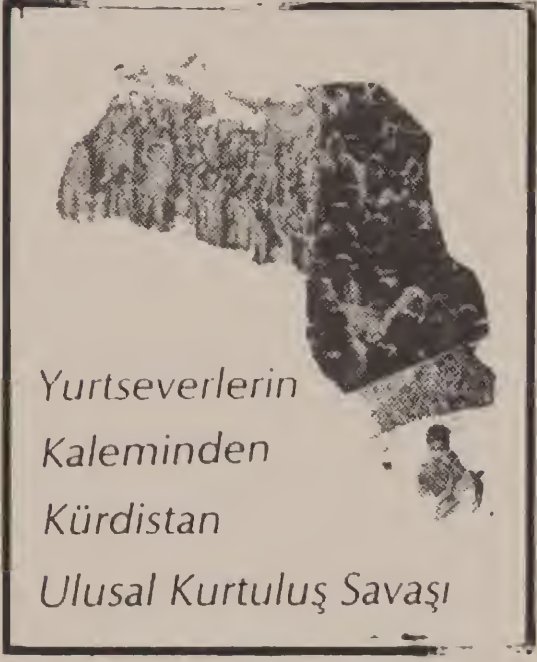 Yurtseverlerin
Kaleminden
Kürdistan
Ulusal Kurtuluş Savaşı